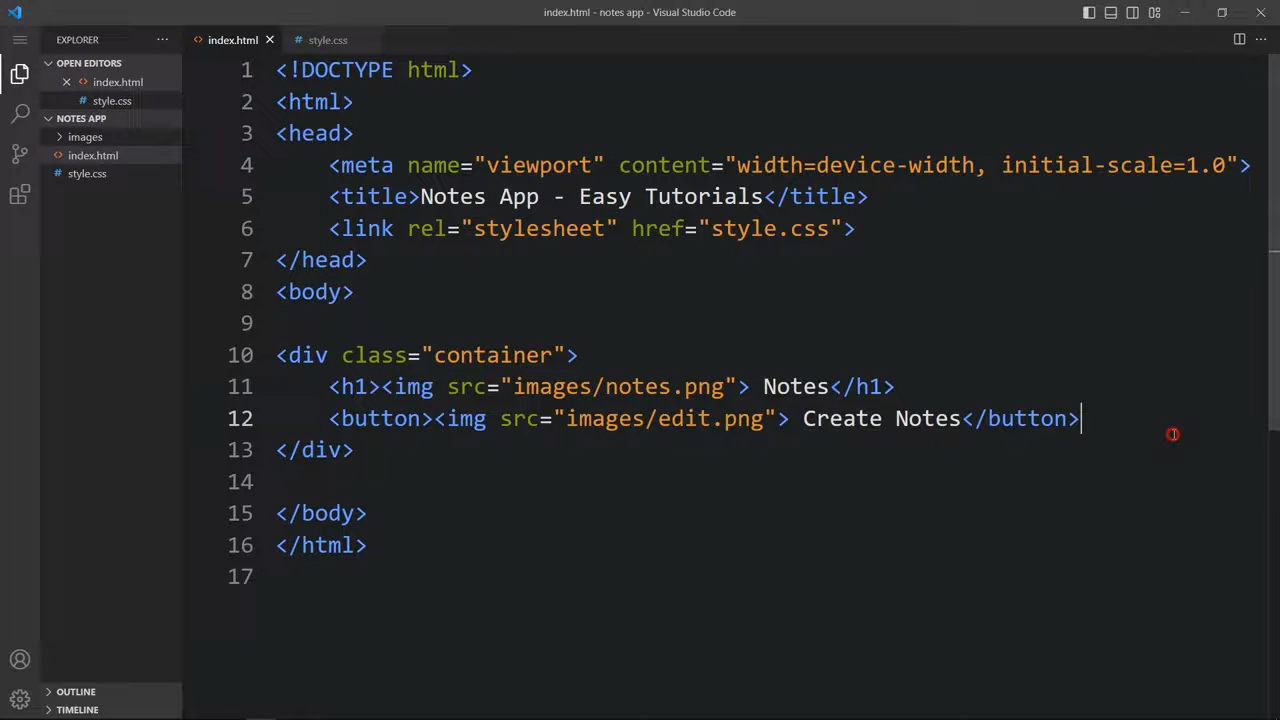 index.html - notes app - Visual Studio Code
EXPLORER
index.html
style.css
OPEN EDITORS
index.html
style.css
NOTES APP
images
index.html
style.css
1 <!DOCTYPE html>
2 <html>
3 <head>
4 <meta name="viewport" content="width=device-width, initial-scale=1.0">
5 <title>Notes App - Easy Tutorials</title>
6 <link rel="stylesheet" href="style.css">
7 </head>
8 <body>
9
10 <div class="container">
11 <h1><img src="images/notes.png"> Notes</h1>
12 <button><img src="images/edit.png"> Create Notes</button>
13 </div>
14
15 </body>
16 </html>
17
OUTLINE
TIMELINE